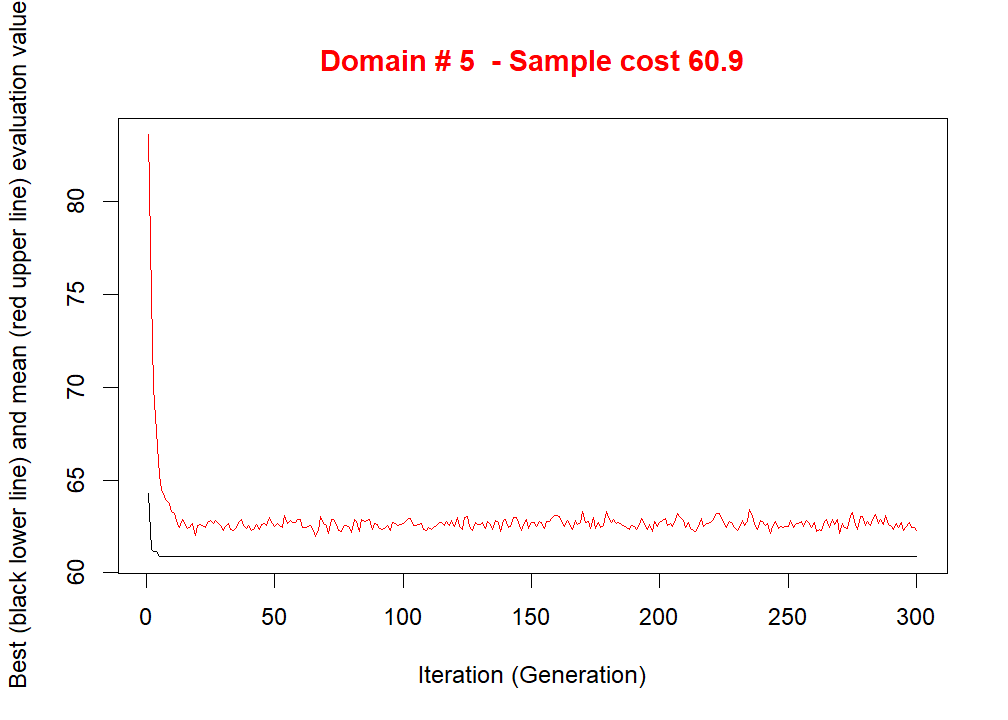 Domain # 5  - Sample cost 60.9
Best (black lower line) and mean (red upper line) evaluation value
80
75
70
65
60
0 50 100 150 200 250 300
Iteration (Generation)